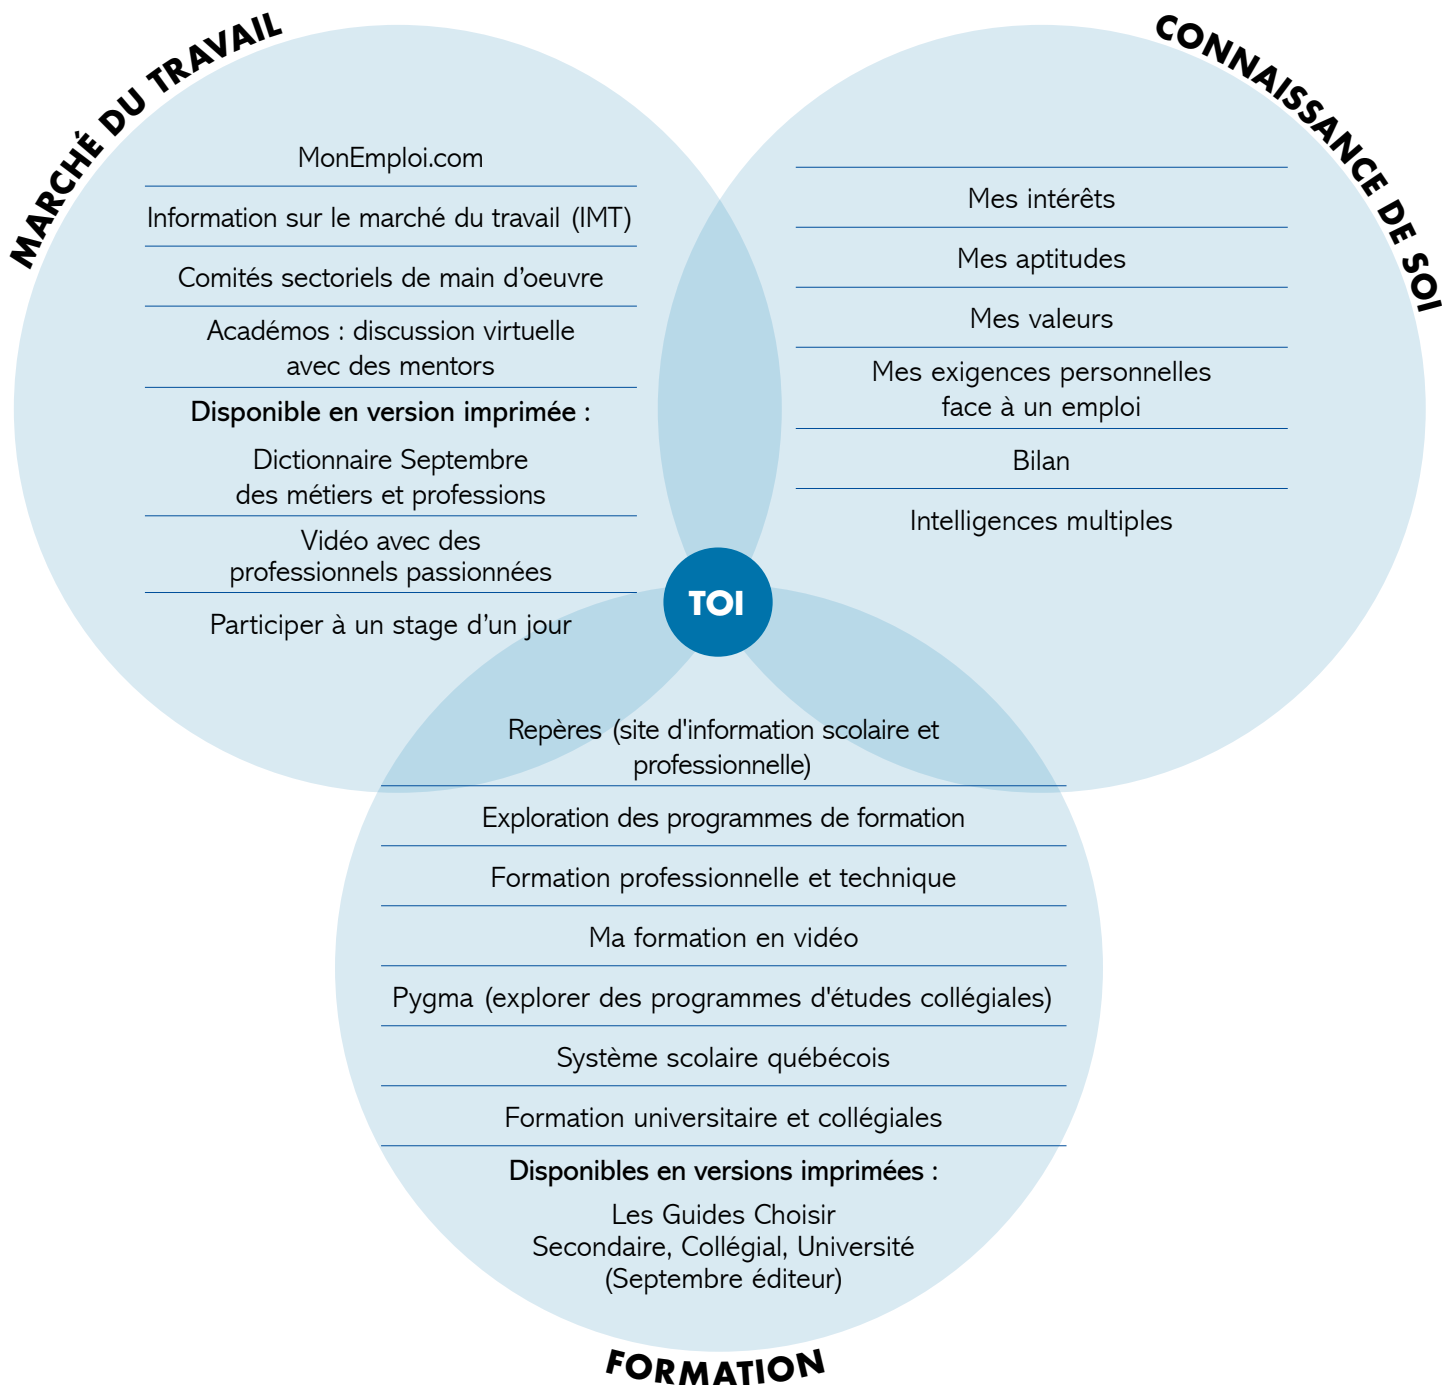 MARCHÉ DU TRAVAIL
MonEmploi.com
Information sur le marché du travail (IMT)
Comités sectoriels de main d’oeuvre
Académos : discussion virtuelle
avec des mentors
Disponible en version imprimée :
Dictionnaire Septembre
des métiers et professions
Vidéo avec des
professionnels passionnées
Participer à un stage d’un jour
CONNAISSANCE DE SOI
Mes intérêts
Mes aptitudes
Mes valeurs
Mes exigences personnelles
face à un emploi
Bilan
Intelligences multiples
TOI
Repères (site d'information scolaire et
professionnelle)
Exploration des programmes de formation
Formation professionnelle et technique
Ma formation en vidéo
Pygma (explorer des programmes d'études collégiales)
Système scolaire québécois
Formation universitaire et collégiales
Disponibles en versions imprimées :
Les Guides Choisir
Secondaire, Collégial, Université
(Septembre éditeur)
FORMATION